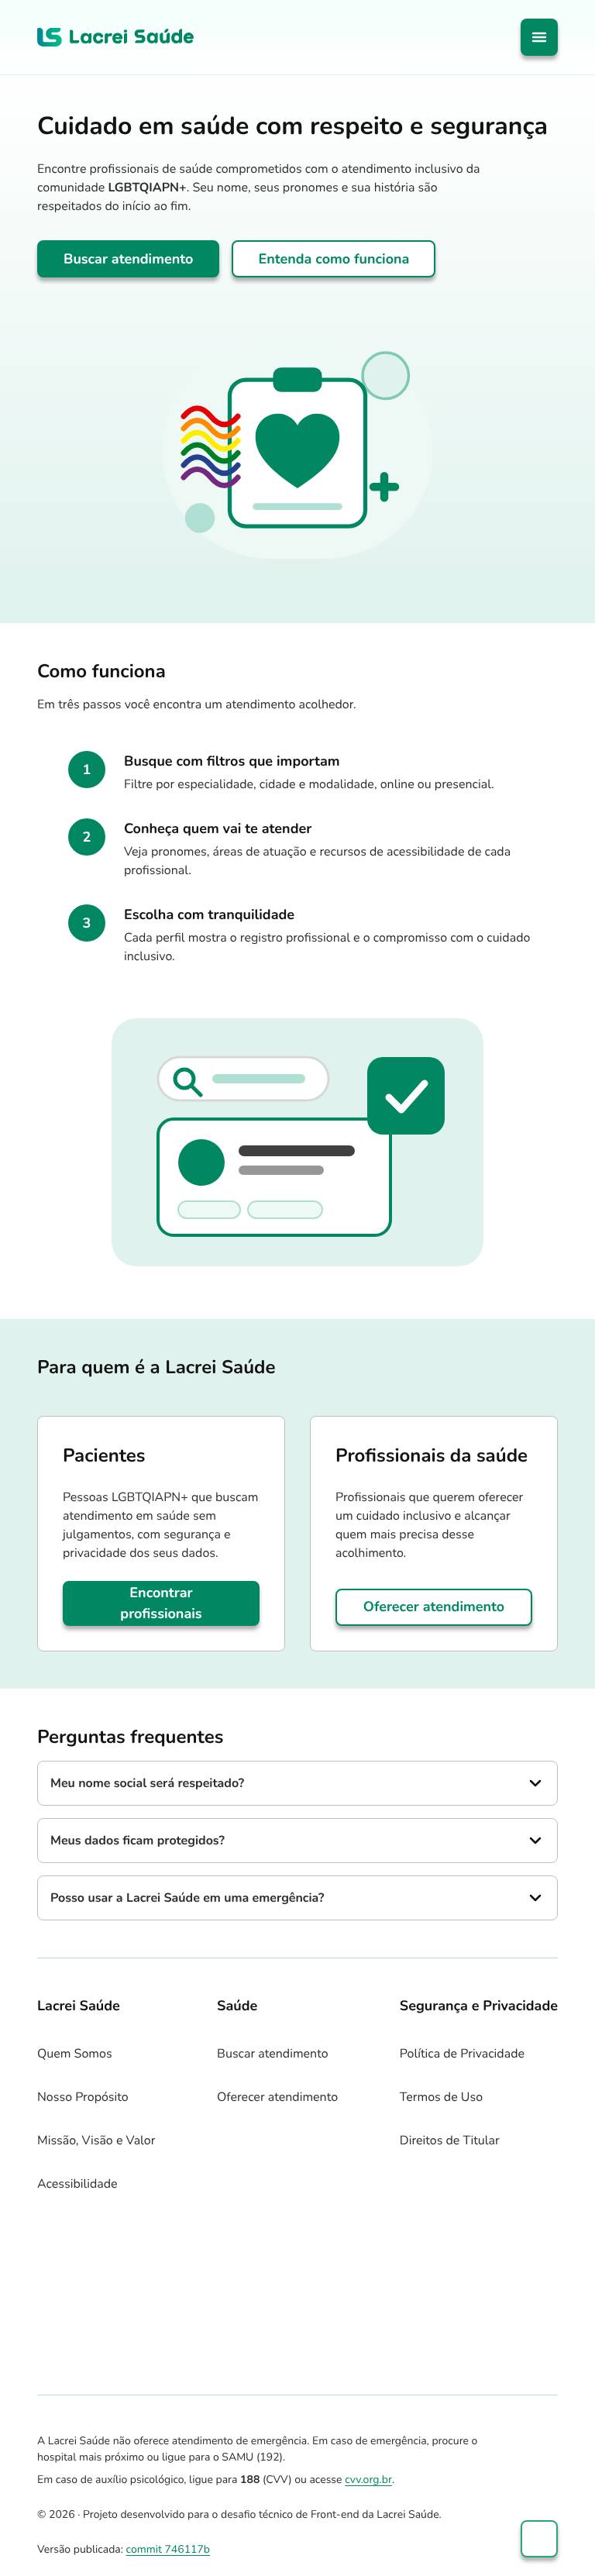 Lacrei Saúde
Cuidado em saúde com respeito e segurança
Encontre profissionais de saúde comprometidos com o atendimento inclusivo da
comunidade LGBTQIAPN+. Seu nome, seus pronomes e sua história são
respeitados do início ao fim.
Buscar atendimento
Entenda como funciona
Como funciona
Em três passos você encontra um atendimento acolhedor.
1
Busque com filtros que importam
Filtre por especialidade, cidade e modalidade, online ou presencial.
2
Conheça quem vai te atender
Veja pronomes, áreas de atuação e recursos de acessibilidade de cada
profissional.
3
Escolha com tranquilidade
Cada perfil mostra o registro profissional e o compromisso com o cuidado
inclusivo.
Para quem é a Lacrei Saúde
Pacientes
Pessoas LGBTQIAPN+ que buscam
atendimento em saúde sem
julgamentos, com segurança e
privacidade dos seus dados.
Encontrar
profissionais
Profissionais da saúde
Profissionais que querem oferecer
um cuidado inclusivo e alcançar
quem mais precisa desse
acolhimento.
Oferecer atendimento
Perguntas frequentes
Meu nome social será respeitado?
Meus dados ficam protegidos?
Posso usar a Lacrei Saúde em uma emergência?
Lacrei Saúde
Quem Somos
Nosso Propósito
Missão, Visão e Valor
Acessibilidade
Saúde
Buscar atendimento
Oferecer atendimento
Segurança e Privacidade
Política de Privacidade
Termos de Uso
Direitos de Titular
A Lacrei Saúde não oferece atendimento de emergência. Em caso de emergência, procure o
hospital mais próximo ou ligue para o SAMU (192).
Em caso de auxílio psicológico, ligue para 188 (CVV) ou acesse cvv.org.br.
© 2026 · Projeto desenvolvido para o desafio técnico de Front-end da Lacrei Saúde.
Versão publicada: commit 746117b